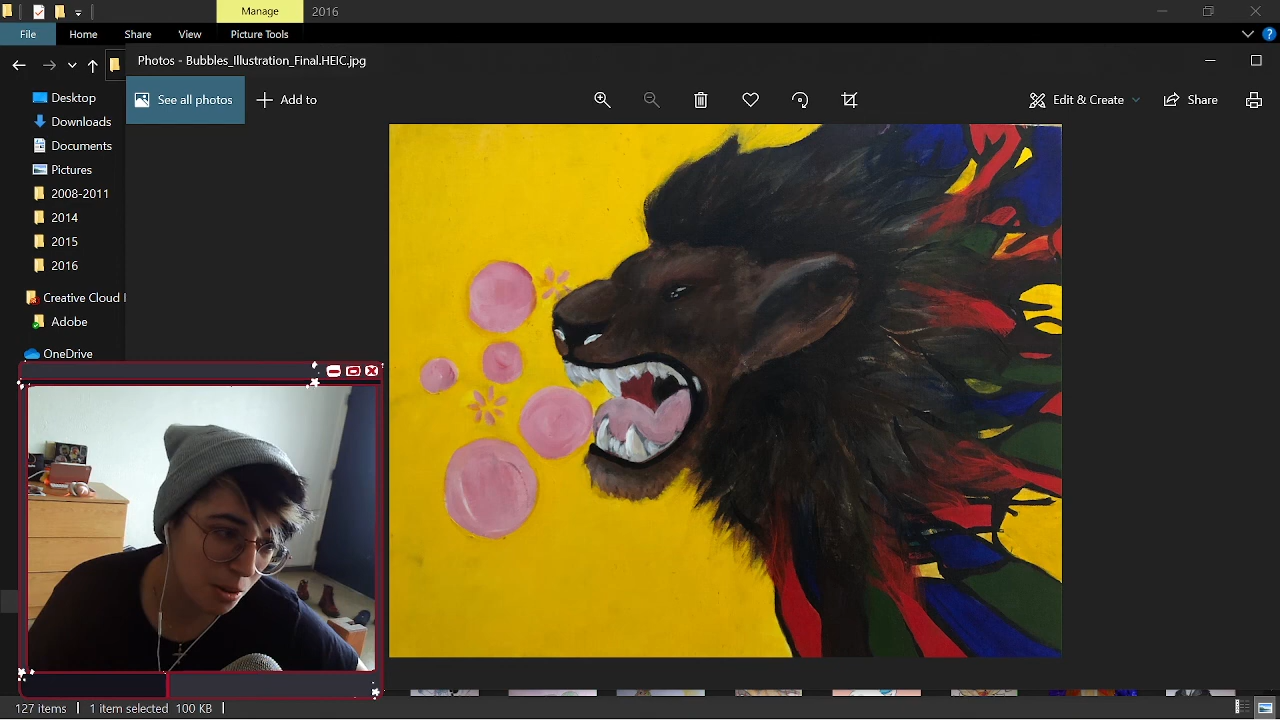 Manage
2016
File
Home
Share
View
Picture Tools
Photos - Bubbles_Illustration_Final.HEIC.jpg
See all photos
Add to
Edit & Create
Share
Desktop
Downloads
Documents
Pictures
2008-2011
2014
2015
2016
Creative Cloud
Adobe
OneDrive
127 items
1 item selected 100 KB